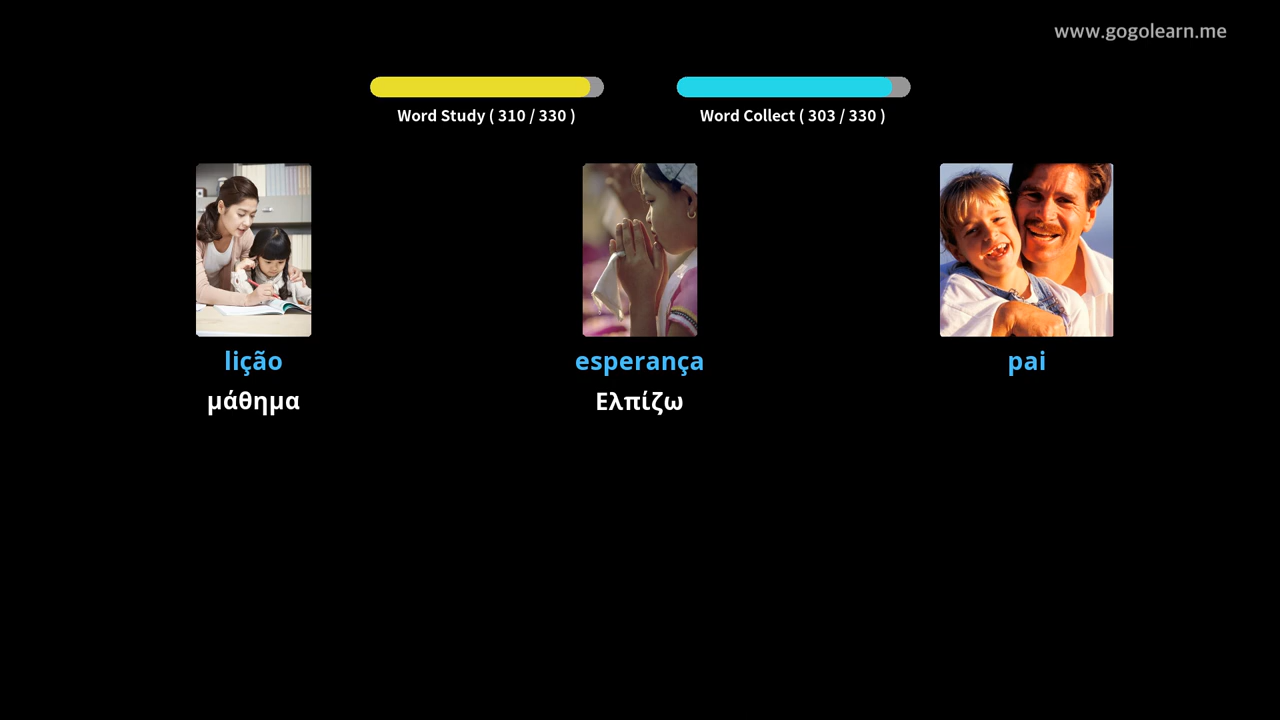 www.gogolearn.me
Word Study ( 310 / 330 )
Word Collect ( 303 / 330 )
lição
esperança
pai
μάθημα
Ελπίζω